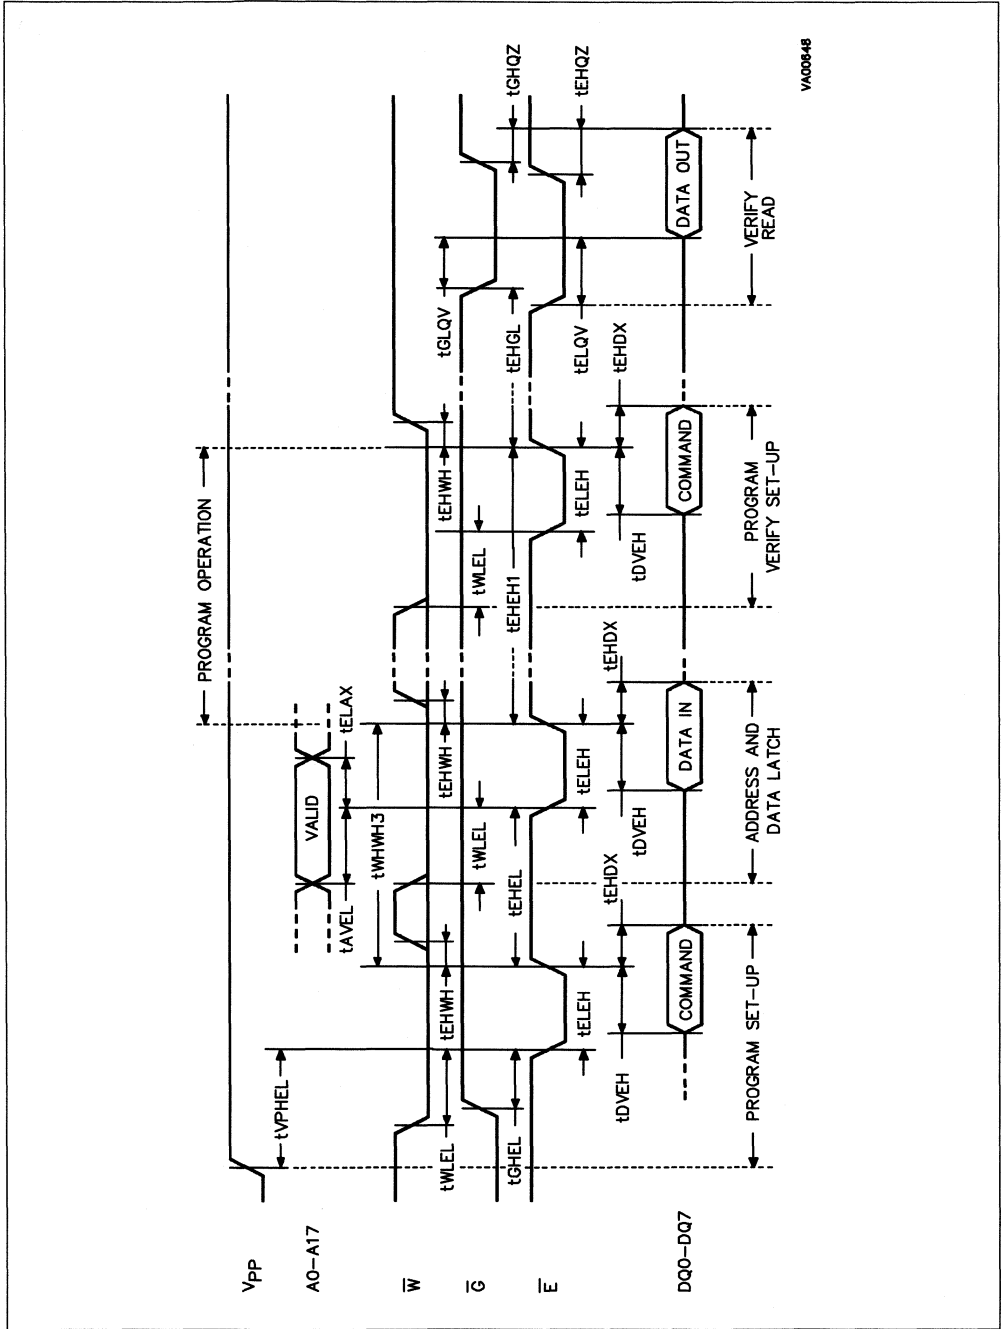 PROGRAM OPERATION
VPP
tVPHEL
A0-A17
VALID
tAVEL
tELAX
tWHWH3
W
tWLEL
tEHWH
tWLEL
tEHWH
tWLEL
tEHWH
tGLQV
tGHQZ
G
tGHEL
tEHEL
tEHEH1
tEHGL
E
tELEH
tELEH
tELEH
tELQV
tEHQZ
tDVEH
tEHDX
tDVEH
tEHDX
tDVEH
tEHDX
DQ0-DQ7
COMMAND
DATA IN
COMMAND
DATA OUT
PROGRAM SET-UP
ADDRESS AND
DATA LATCH
PROGRAM
VERIFY SET-UP
VERIFY
READ
VA00648